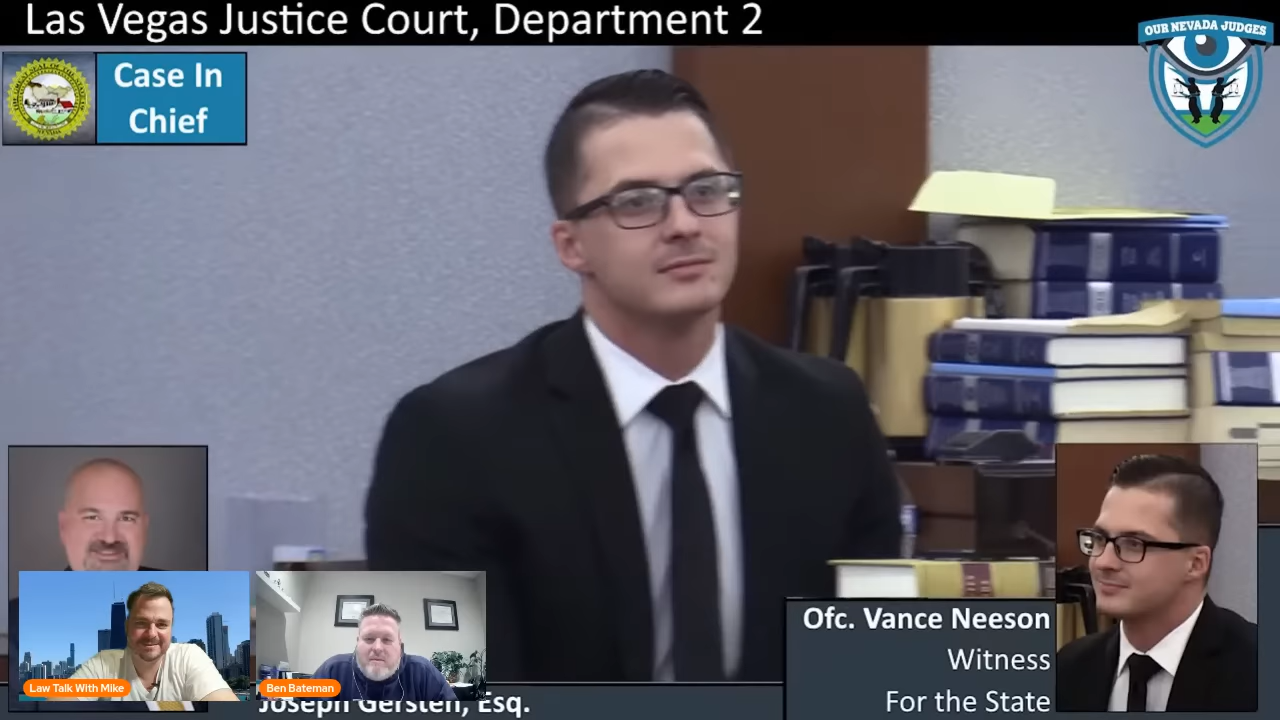 Las Vegas Justice Court, Department 2
OUR NEVADA JUDGES
Case In
Chief
Ofc. Vance Neeson
Witness
For the State
Law Talk With Mike
Ben Bateman
Joseph Gersten, Esq.